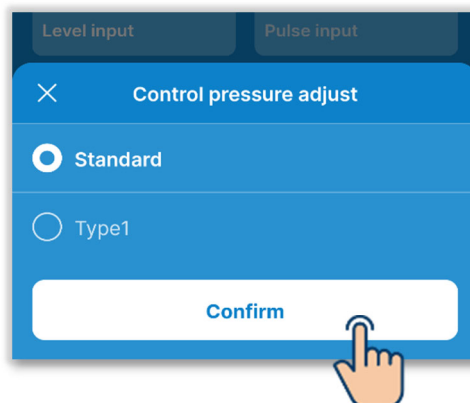 Level input
Pulse input
Control pressure adjust
Standard
Type1
Confirm